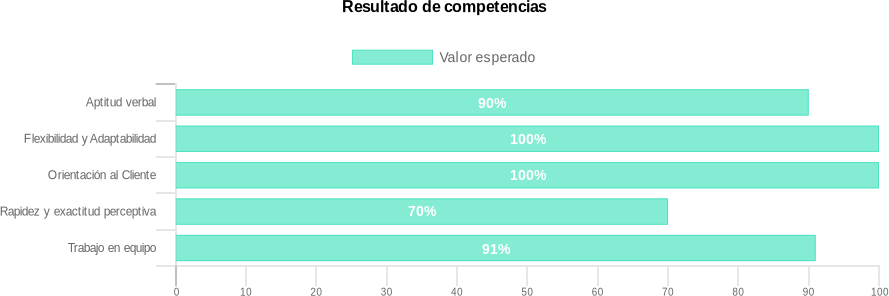 Resultado de competencias
Valor esperado
Aptitud verbal 90%
Flexibilidad y Adaptabilidad 100%
Orientación al Cliente 100%
Rapidez y exactitud perceptiva 70%
Trabajo en equipo 91%
0 10 20 30 40 50 60 70 80 90 100